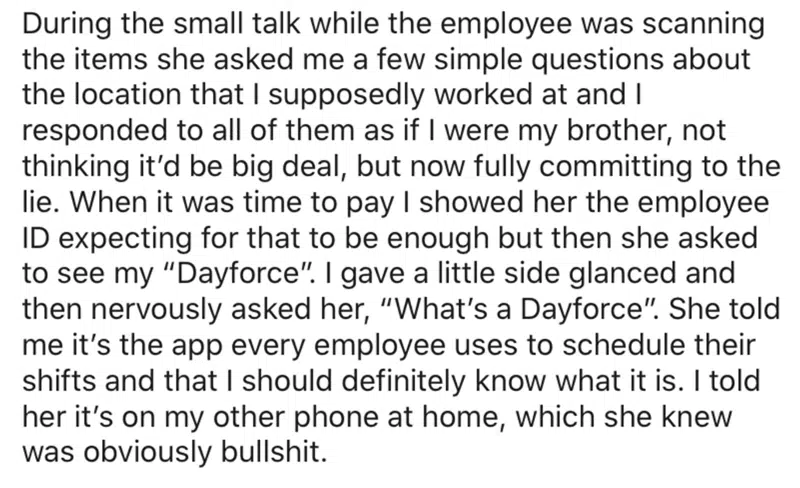 During the small talk while the employee was scanning
the items she asked me a few simple questions about
the location that I supposedly worked at and I
responded to all of them as if I were my brother, not
thinking it’d be big deal, but now fully committing to the
lie. When it was time to pay I showed her the employee
ID expecting for that to be enough but then she asked
to see my “Dayforce”. I gave a little side glanced and
then nervously asked her, “What’s a Dayforce”. She told
me it’s the app every employee uses to schedule their
shifts and that I should definitely know what it is. I told
her it’s on my other phone at home, which she knew
was obviously bullshit.